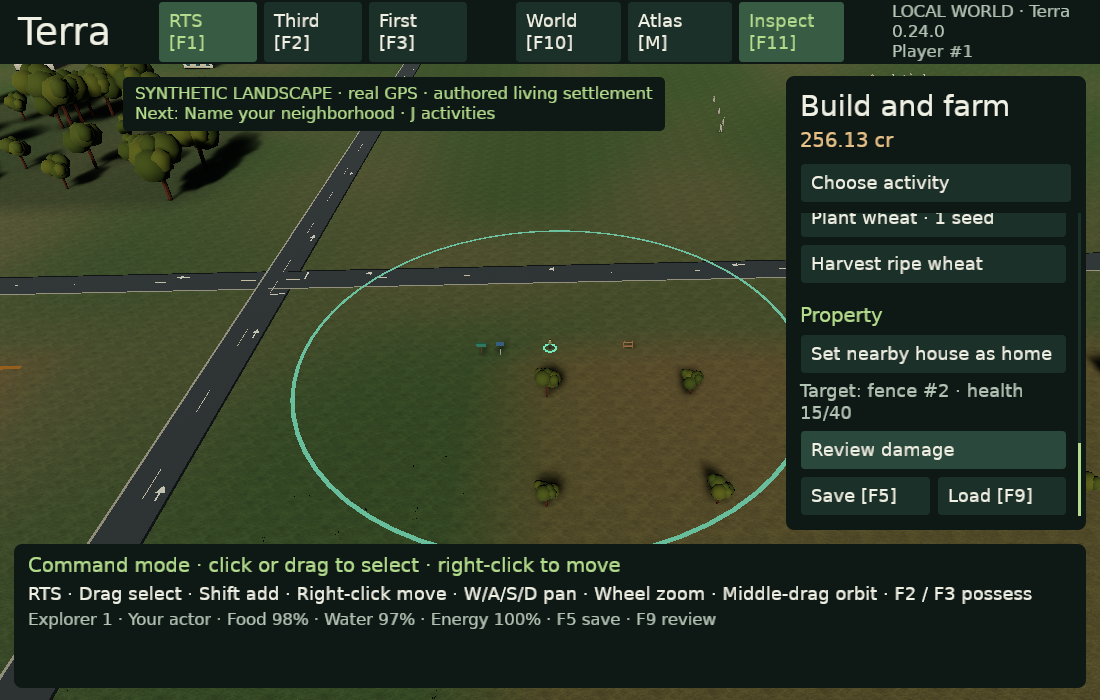 Terra
RTS
[F1]
Third
[F2]
First
[F3]
World
[F10]
Atlas
[M]
Inspect
[F11]
LOCAL WORLD · Terra
0.24.0
Player #1
SYNTHETIC LANDSCAPE · real GPS · authored living settlement
Next: Name your neighborhood · J activities
Build and farm
256.13 cr
Choose activity
Plant wheat · 1 seed
Harvest ripe wheat
Property
Set nearby house as home
Target: fence #2 · health
15/40
Review damage
Save [F5]
Load [F9]
Command mode · click or drag to select · right-click to move
RTS · Drag select · Shift add · Right-click move · W/A/S/D pan · Wheel zoom · Middle-drag orbit · F2 / F3 possess
Explorer 1 · Your actor · Food 98% · Water 97% · Energy 100% · F5 save · F9 review